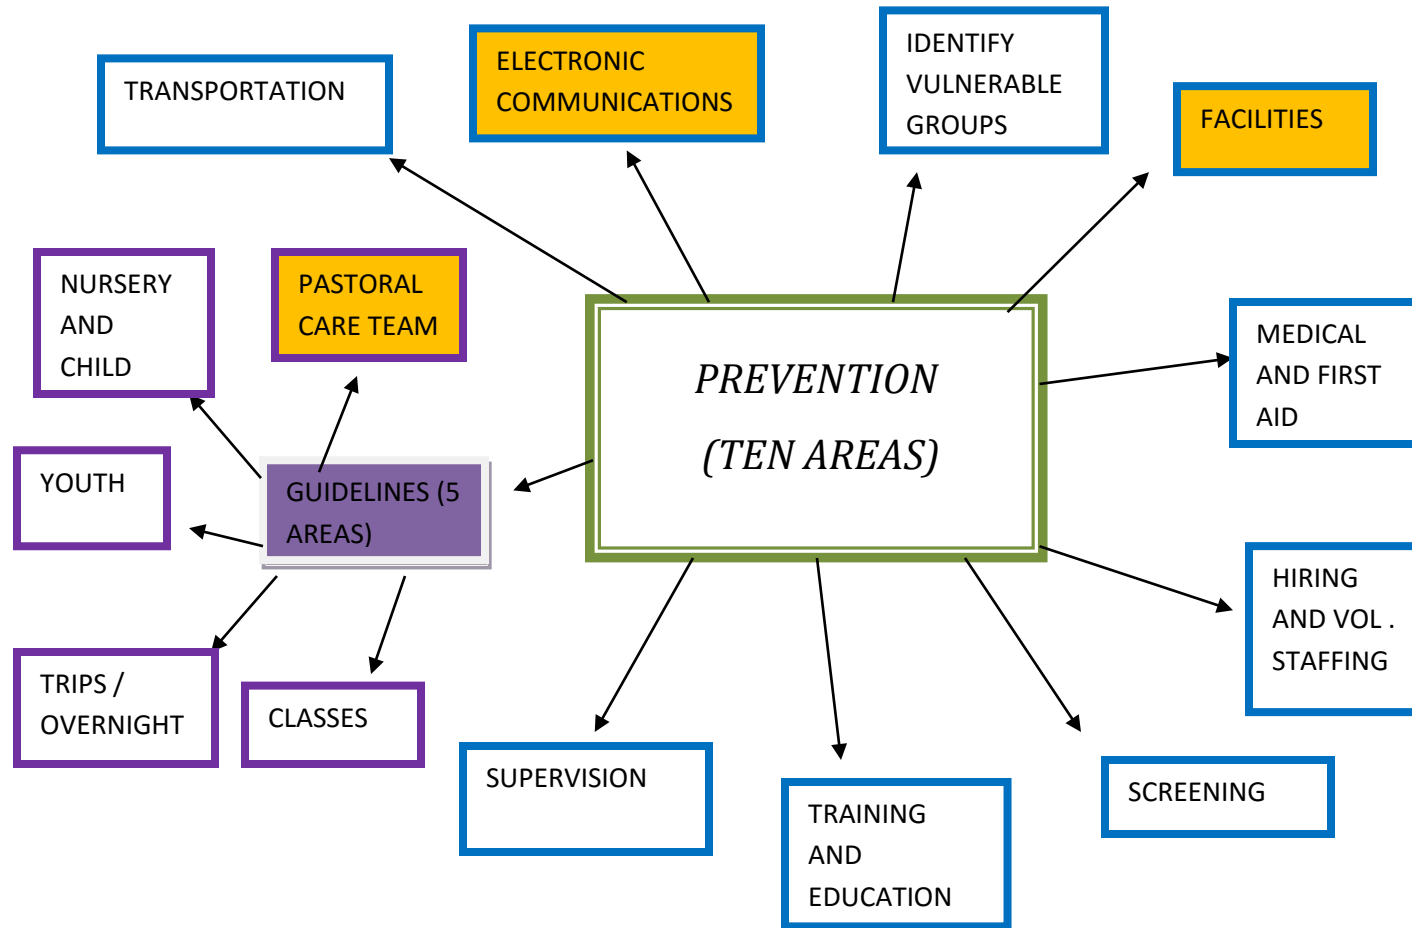 TRANSPORTATION
ELECTRONIC
COMMUNICATIONS
IDENTIFY
VULNERABLE
GROUPS
FACILITIES
NURSERY
AND
CHILD
PASTORAL
CARE TEAM
PREVENTION
(TEN AREAS)
MEDICAL
AND FIRST
AID
YOUTH
GUIDELINES (5
AREAS)
HIRING
AND VOL .
STAFFING
TRIPS /
OVERNIGHT
CLASSES
SUPERVISION
TRAINING
AND
EDUCATION
SCREENING